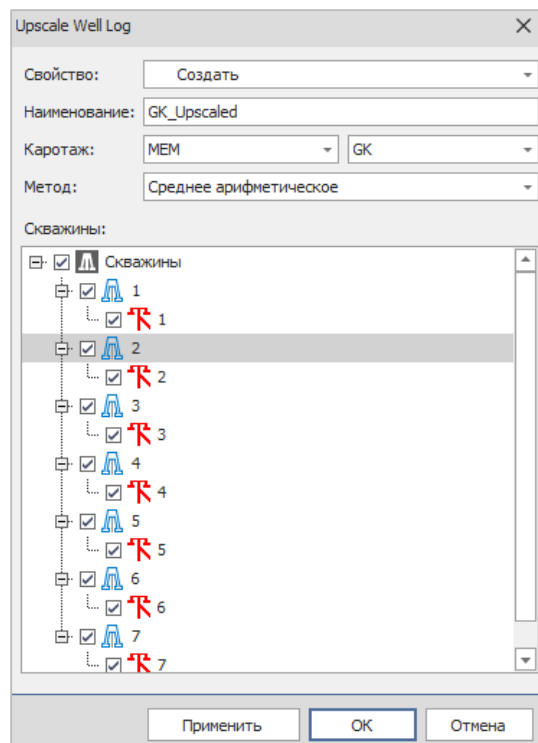 Upscale Well Log
Свойство: Создать
Наименование: GK_Upscaled
Каротаж: MEM GK
Метод: Среднее арифметическое
Скважины:
Скважины
1
1
2
2
3
3
4
4
5
5
6
6
7
7
Применить OK Отмена